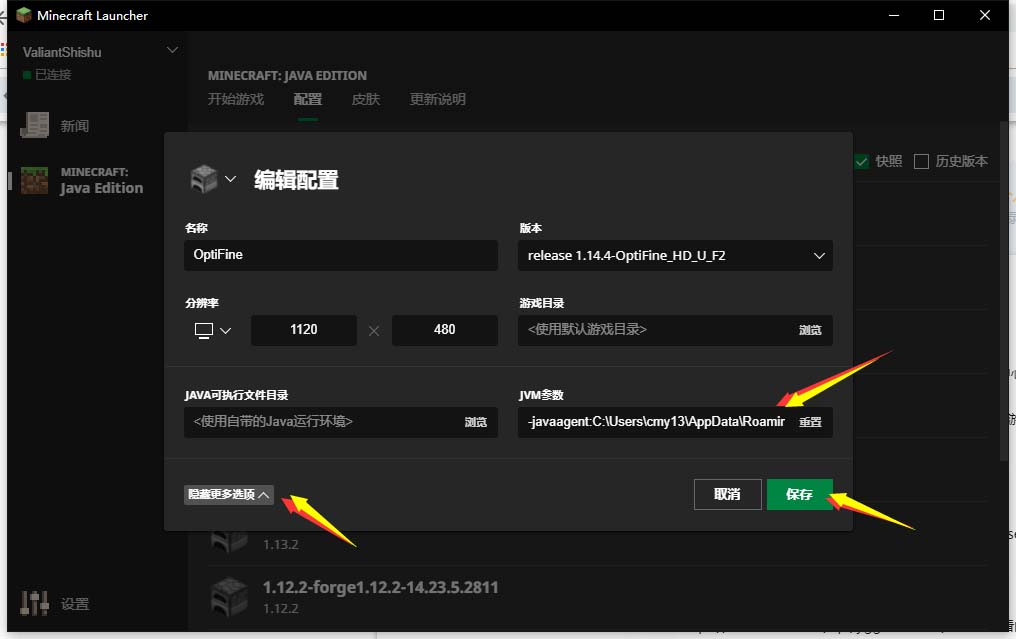 Minecraft Launcher
ValiantShishu
已连接
新闻
MINECRAFT:
Java Edition
设置
MINECRAFT: JAVA EDITION
开始游戏 配置 皮肤 更新说明
快照 历史版本
编辑配置
名称 版本
OptiFine release 1.14.4-OptiFine_HD_U_F2
分辨率 游戏目录
1120 × 480 <使用默认游戏目录> 浏览
JAVA可执行文件目录 JVM参数
<使用自带的Java运行环境> 浏览 -javaagent:C:\Users\cmy13\AppData\Roamir 重置
隐藏更多选项 取消 保存
1.13.2
1.12.2-forge1.12.2-14.23.5.2811
1.12.2